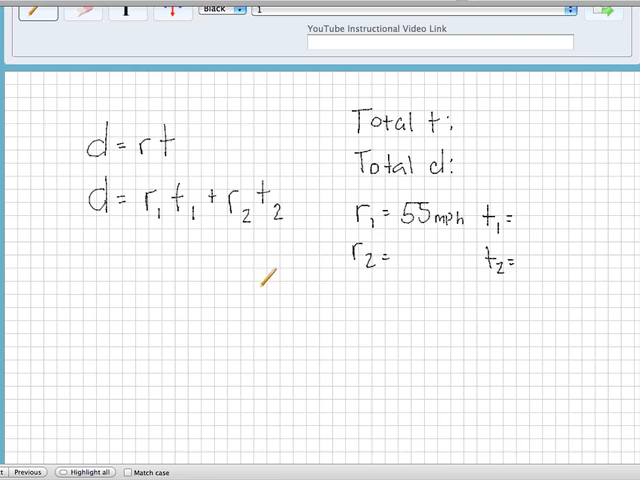 Black
1
YouTube Instructional Video Link
d = rt
d = r₁t₁ + r₂t₂
Total t:
Total d:
r₁ = 55mph t₁=
r₂= t₂=
Previous Highlight all Match case